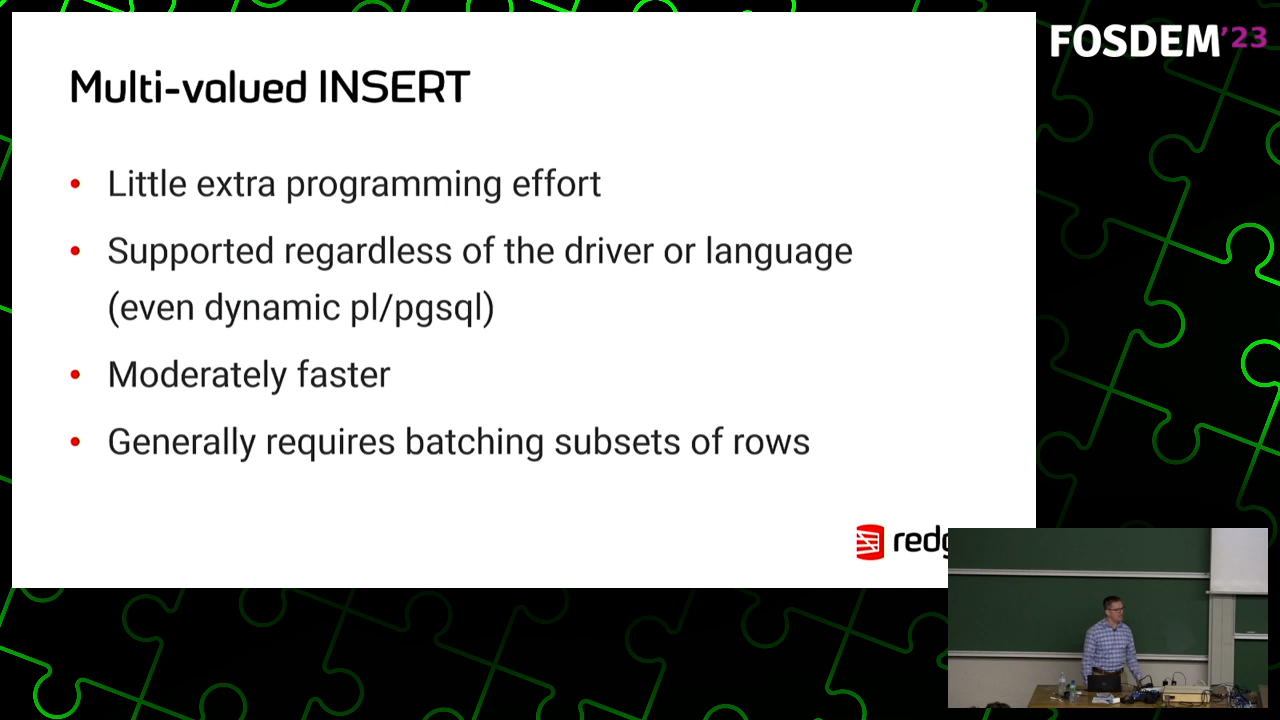 FOSDEM'23
Multi-valued INSERT
• Little extra programming effort
• Supported regardless of the driver or language
(even dynamic pl/pgsql)
• Moderately faster
• Generally requires batching subsets of rows